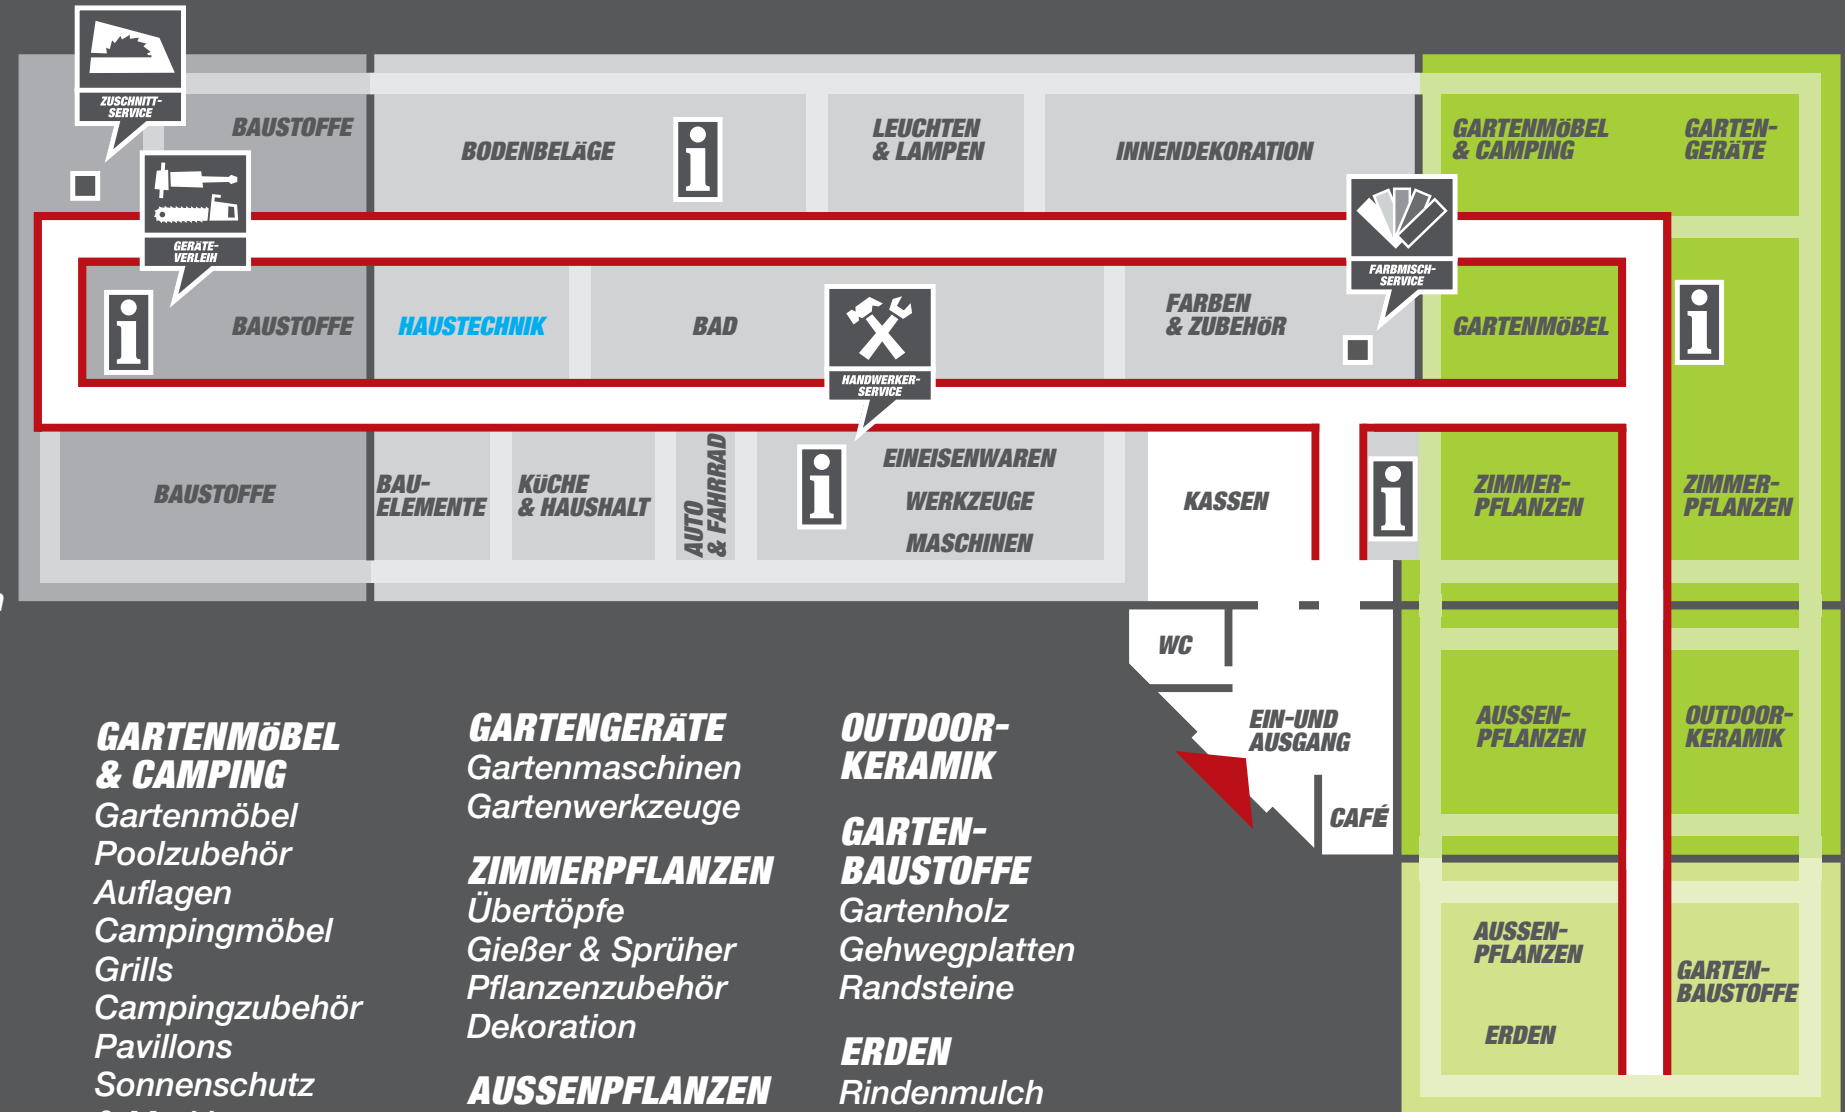 ZUSCHNITT-
SERVICE
BAUSTOFFE
BODENBELÄGE
LEUCHTEN
& LAMPEN
INNENDEKORATION
GARTENMÖBEL
& CAMPING
GARTEN-
GERÄTE
GERÄTE-
VERLEIH
FARBMISCH-
SERVICE
BAUSTOFFE
HAUSTECHNIK
BAD
HANDWERKER-
SERVICE
FARBEN
& ZUBEHÖR
GARTENMÖBEL
BAUSTOFFE
BAU-
ELEMENTE
KÜCHE
& HAUSHALT
AUTO
& FAHRRAD
EINEISENWAREN
WERKZEUGE
MASCHINEN
KASSEN
ZIMMER-
PFLANZEN
ZIMMER-
PFLANZEN
WC
EIN-UND
AUSGANG
CAFÉ
AUSSEN-
PFLANZEN
OUTDOOR-
KERAMIK
AUSSEN-
PFLANZEN
ERDEN
GARTEN-
BAUSTOFFE
GARTENMÖBEL
& CAMPING
Gartenmöbel
Poolzubehör
Auflagen
Campingmöbel
Grills
Campingzubehör
Pavillons
Sonnenschutz
GARTENGERÄTE
Gartenmaschinen
Gartenwerkzeuge
ZIMMERPFLANZEN
Übertöpfe
Gießer & Sprüher
Pflanzenzubehör
Dekoration
AUSSENPFLANZEN
OUTDOOR-
KERAMIK
GARTEN-
BAUSTOFFE
Gartenholz
Gehwegplatten
Randsteine
ERDEN
Rindenmulch